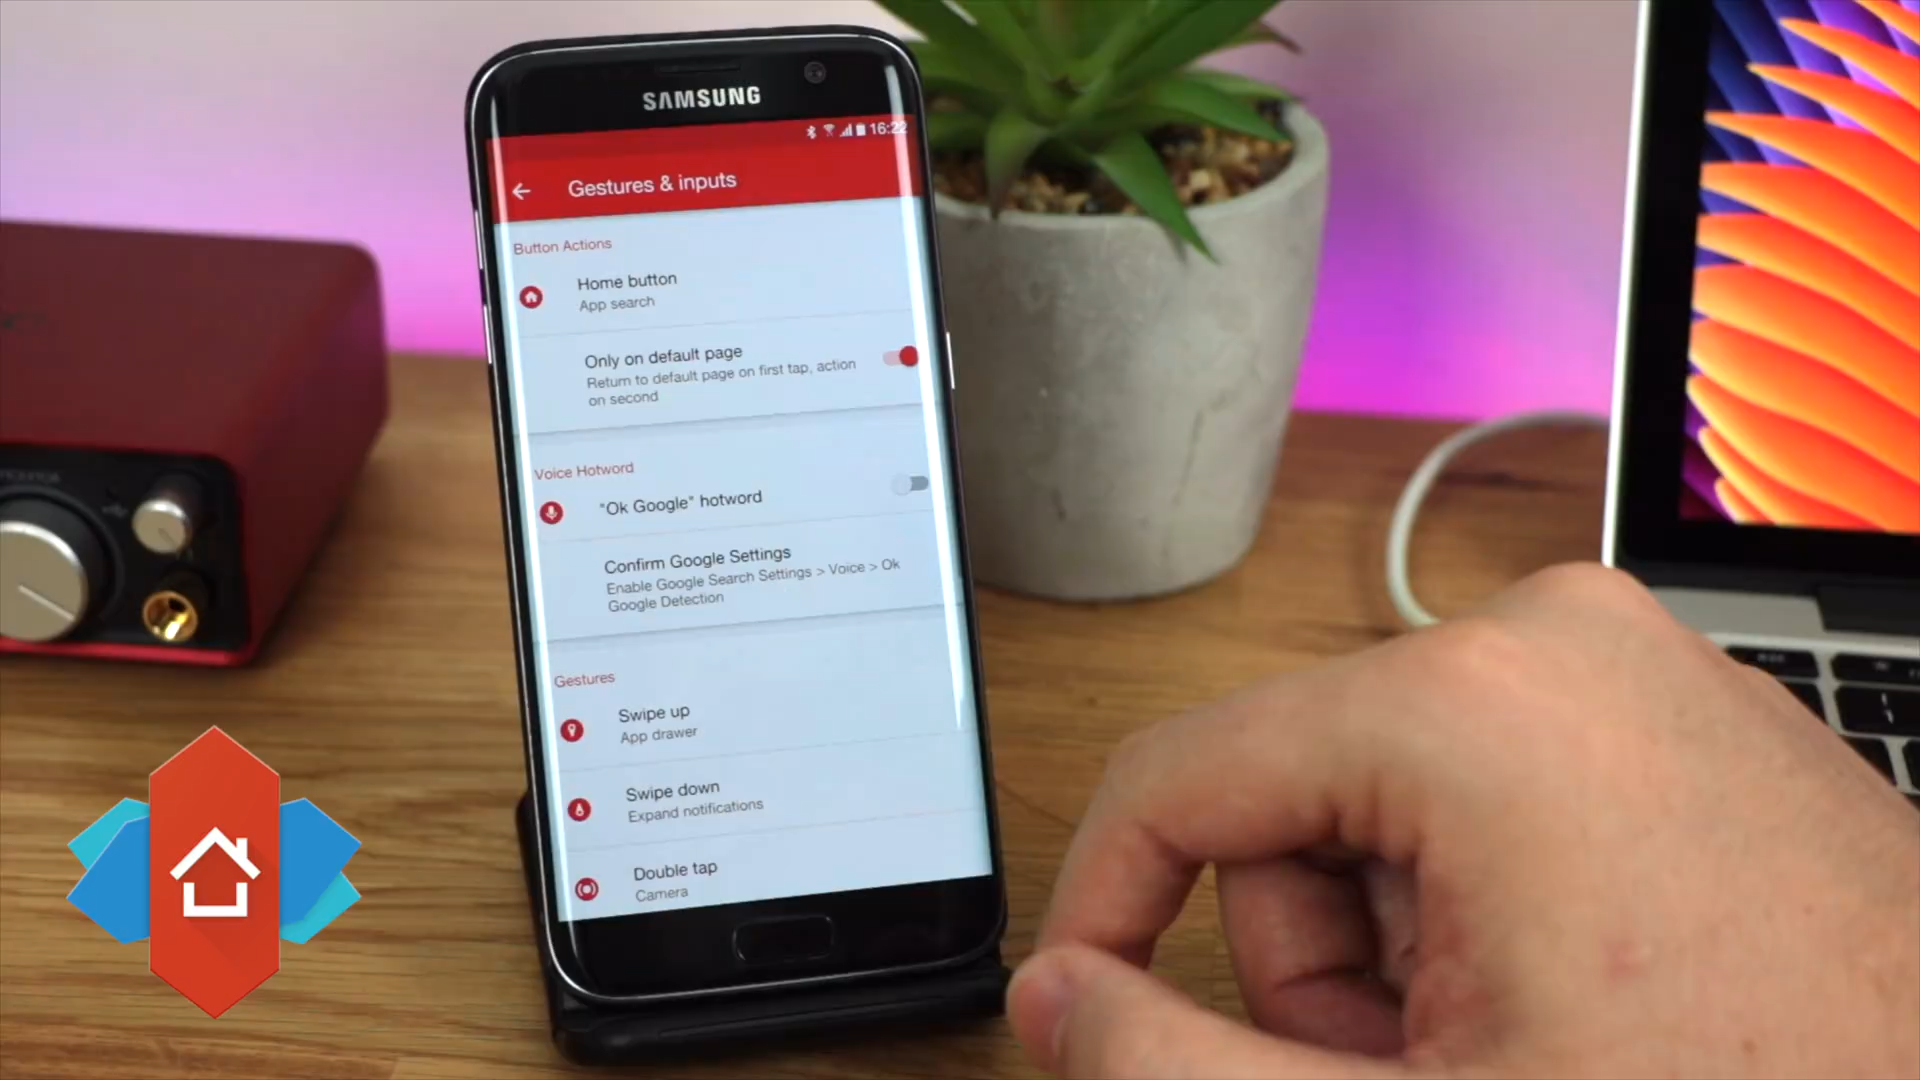 SAMSUNG
16:22
Gestures & inputs
Button Actions
Home button
App search
Only on default page
Return to default page on first tap, action
on second
Voice Hotword
"Ok Google" hotword
Confirm Google Settings
Enable Google Search Settings > Voice > Ok
Google Detection
Gestures
Swipe up
App drawer
Swipe down
Expand notifications
Double tap
Camera